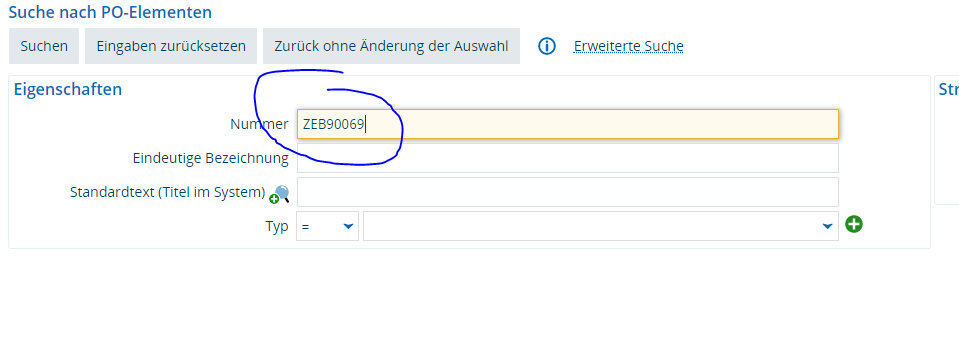 Suche nach PO-Elementen
Suchen Eingaben zurücksetzen Zurück ohne Änderung der Auswahl Erweiterte Suche
Eigenschaften Str
Nummer ZEB90069
Eindeutige Bezeichnung
Standardtext (Titel im System)
Typ =